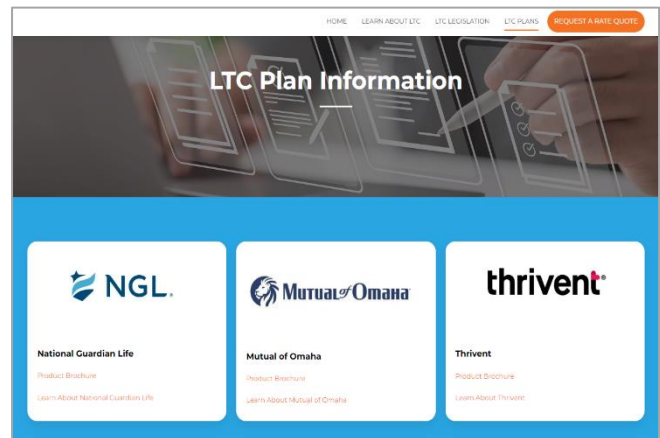 HOME LEARN ABOUT LTC LTC LEGISLATION LTC PLANS REQUEST A RATE QUOTE
LTC Plan Information
NGL.
National Guardian Life
Product Brochure
Learn About National Guardian Life
Mutual of Omaha
Mutual of Omaha
Product Brochure
Learn About Mutual of Omaha
thrivent
Thrivent
Product Brochure
Learn About Thrivent